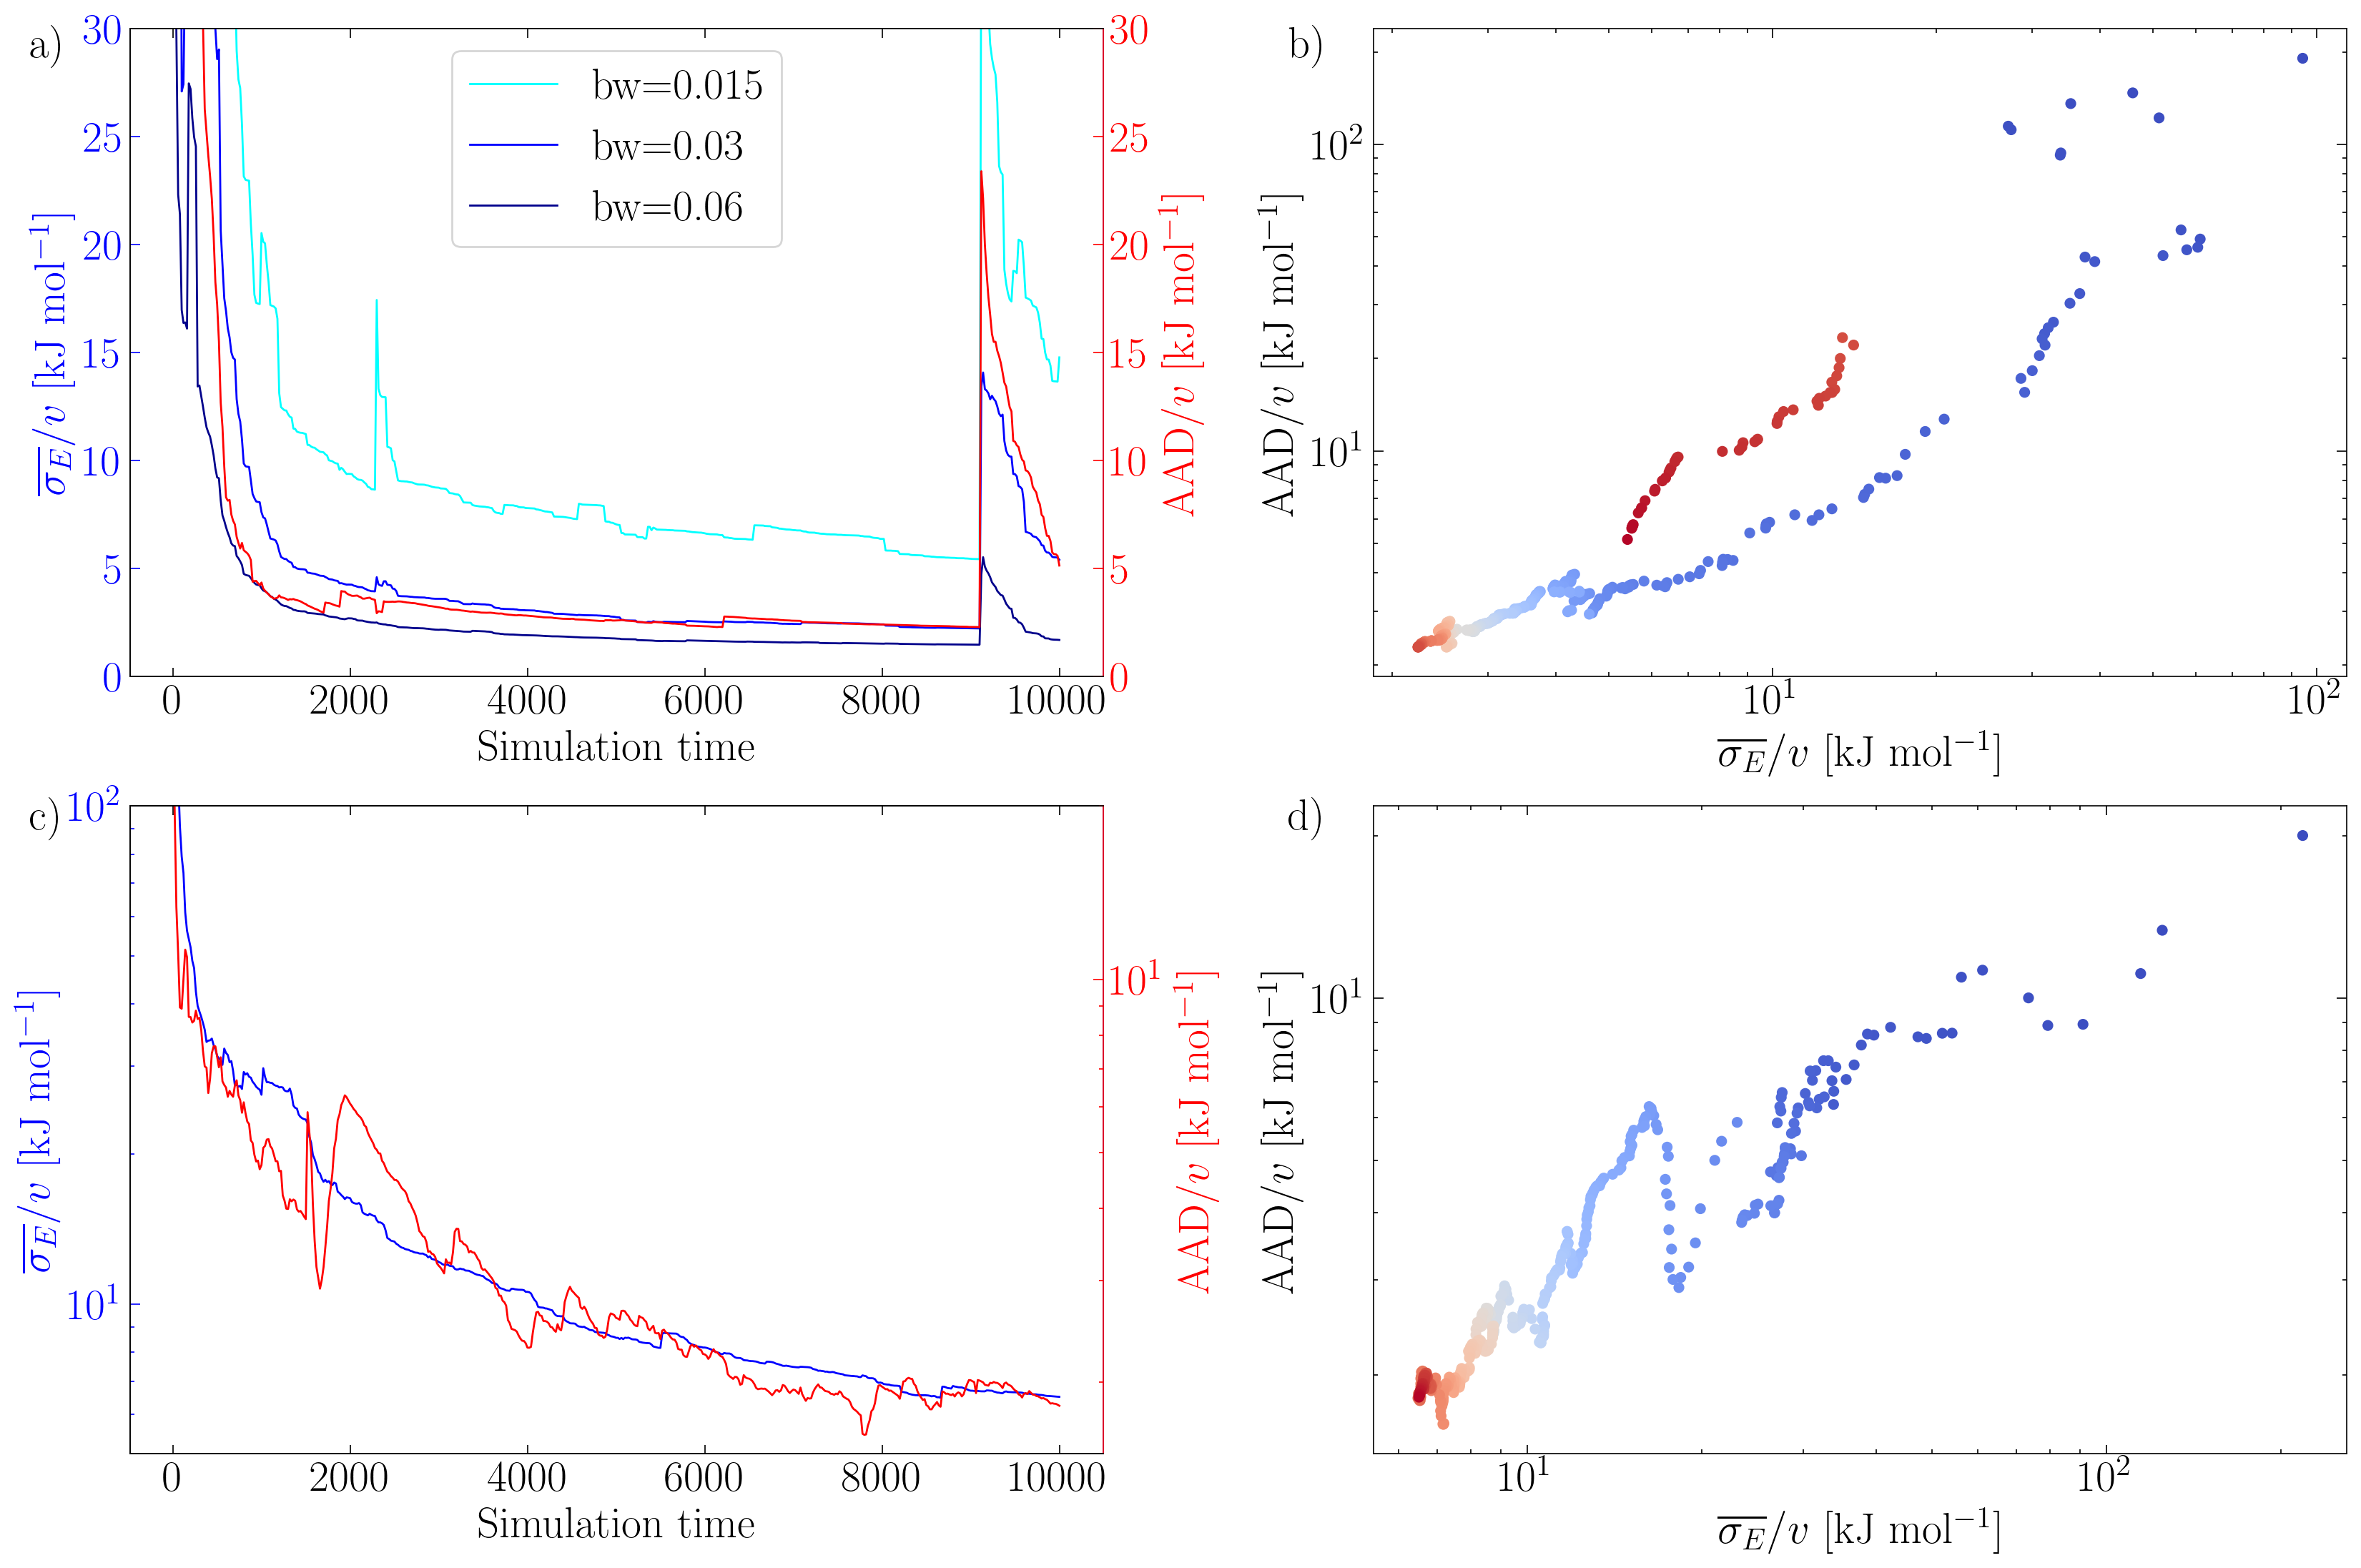 a)
30
25
20
15
10
5
0
σ_E/v [kJ mol⁻¹]
bw=0.015
bw=0.03
bw=0.06
30
25
20
15
10
5
0
AAD/v [kJ mol⁻¹]
0 2000 4000 6000 8000 10000
Simulation time
b)
10²
10¹
AAD/v [kJ mol⁻¹]
10¹ 10²
σ_E/v [kJ mol⁻¹]
c)
10²
10¹
σ_E/v [kJ mol⁻¹]
10¹
AAD/v [kJ mol⁻¹]
0 2000 4000 6000 8000 10000
Simulation time
d)
10¹
AAD/v [kJ mol⁻¹]
10¹ 10²
σ_E/v [kJ mol⁻¹]